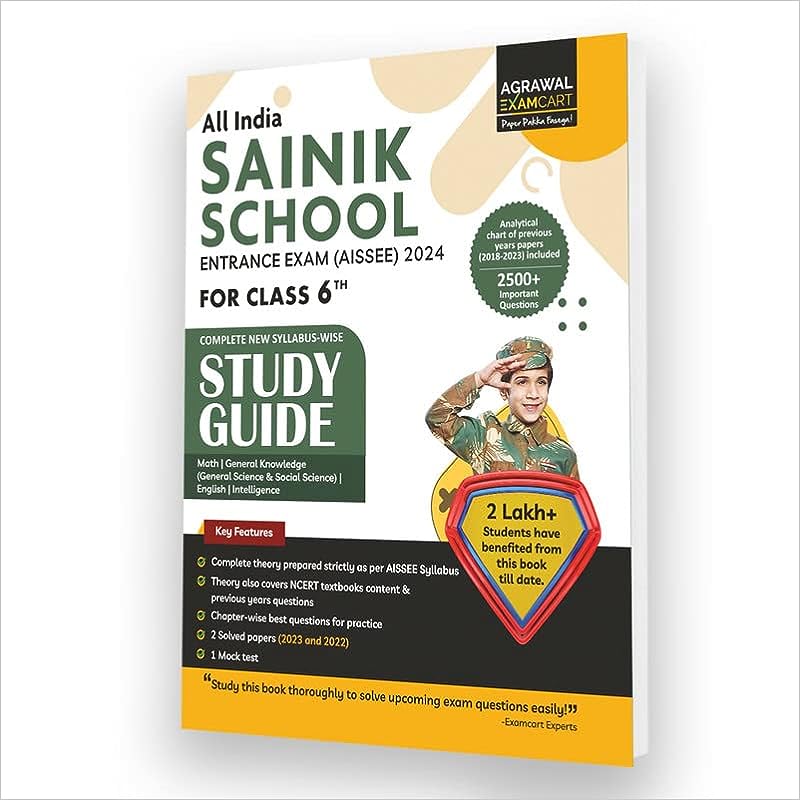 AGRAWAL
EXAMCART
Paper Pakka Fasega!
All India
SAINIK
SCHOOL
ENTRANCE EXAM (AISSEE) 2024
FOR CLASS 6TH
Analytical
chart of previous
years papers
(2018-2023) included
2500+
Important
Questions
COMPLETE NEW SYLLABUS-WISE
STUDY
GUIDE
Math | General Knowledge
(General Science & Social Science) |
English | Intelligence
2 Lakh+
Students have
benefited from
this book
till date.
Key Features
Complete theory prepared strictly as per AISSEE Syllabus
Theory also covers NCERT textbooks content &
previous years questions
Chapter-wise best questions for practice
2 Solved papers (2023 and 2022)
1 Mock test
“Study this book thoroughly to solve upcoming exam questions easily!”
-Examcart Experts